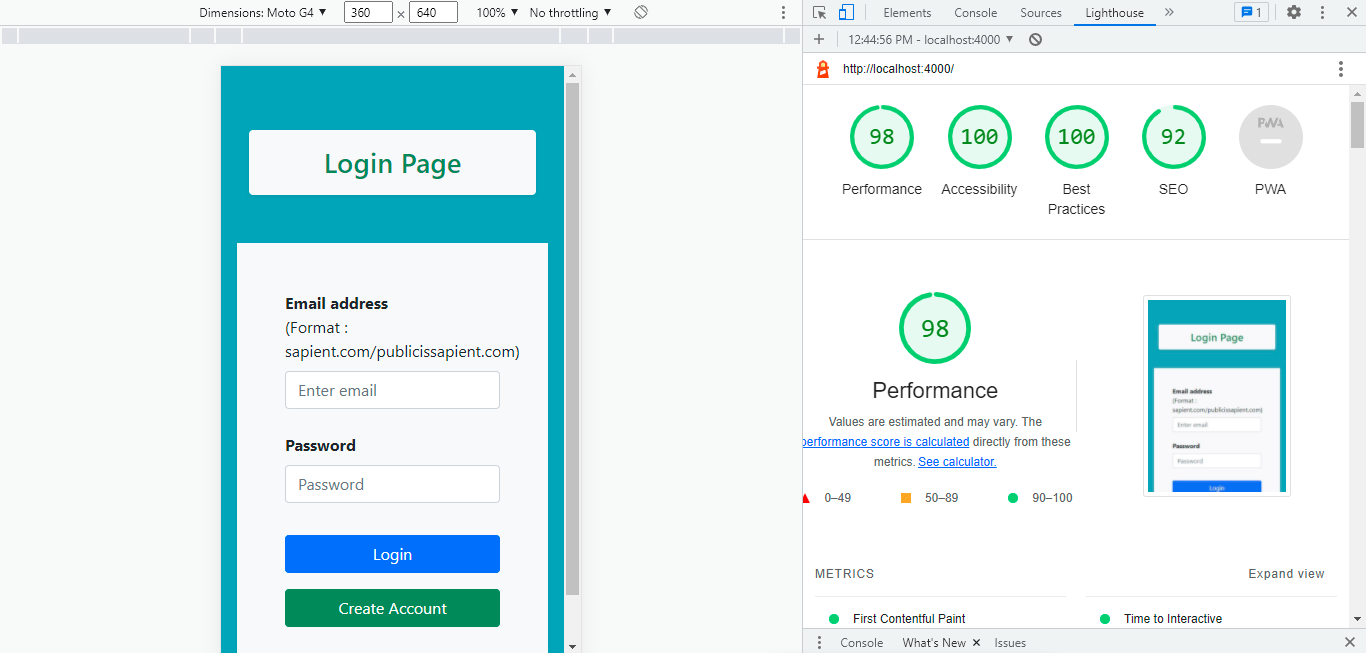 Dimensions: Moto G4 ▼ 360 × 640 100% ▼ No throttling ▼
Login Page
Email address
(Format :
sapient.com/publicissapient.com)
Enter email
Password
Password
Login
Create Account
Elements Console Sources Lighthouse » 1
12:44:56 PM - localhost:4000 ▼
http://localhost:4000/
98 100 100 92 PWA
Performance Accessibility Best Practices SEO PWA
98
Performance
Values are estimated and may vary. The
performance score is calculated directly from these
metrics. See calculator.
0–49 50–89 90–100
Login Page
Email address
(Format :
sapient.com/publicissapient.com)
Enter email
Password
Password
Login
METRICS Expand view
First Contentful Paint Time to Interactive
Console What's New × Issues